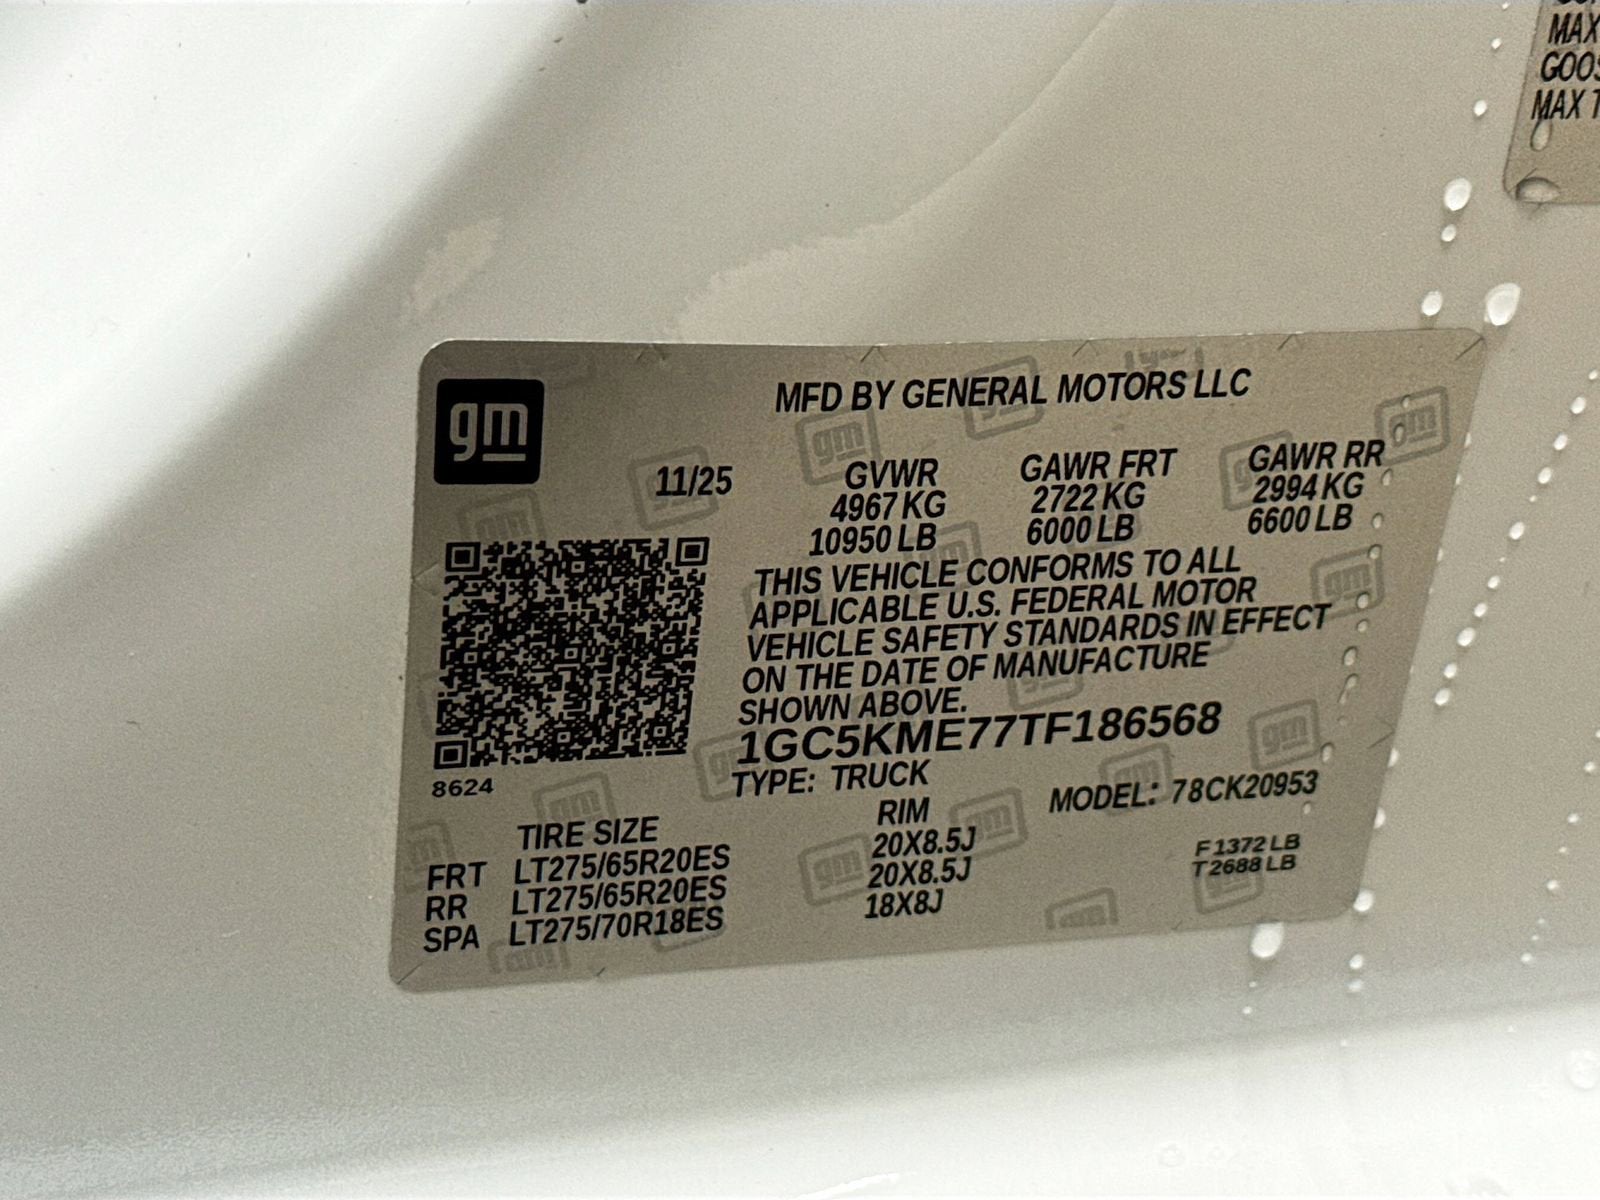 MAX
GOOS
MAX T
gm
MFD BY GENERAL MOTORS LLC
11/25 GVWR GAWR FRT GAWR RR
4967 KG 2722 KG 2994 KG
10950 LB 6000 LB 6600 LB
THIS VEHICLE CONFORMS TO ALL
APPLICABLE U.S. FEDERAL MOTOR
VEHICLE SAFETY STANDARDS IN EFFECT
ON THE DATE OF MANUFACTURE
SHOWN ABOVE.
1GC5KME77TF186568
8624
TYPE: TRUCK MODEL: 78CK20953
TIRE SIZE RIM
FRT LT275/65R20ES 20X8.5J
RR LT275/65R20ES 20X8.5J
SPA LT275/70R18ES 18X8J
F 1372 LB
T 2688 LB